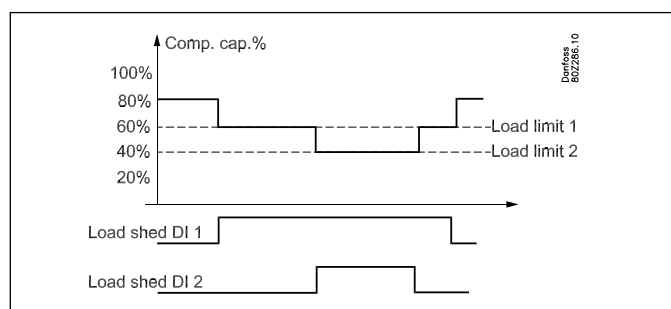 Comp. cap.%
Danfoss
80Z286.10
100%
80%
60%
Load limit 1
40%
Load limit 2
20%
Load shed DI 1
Load shed DI 2